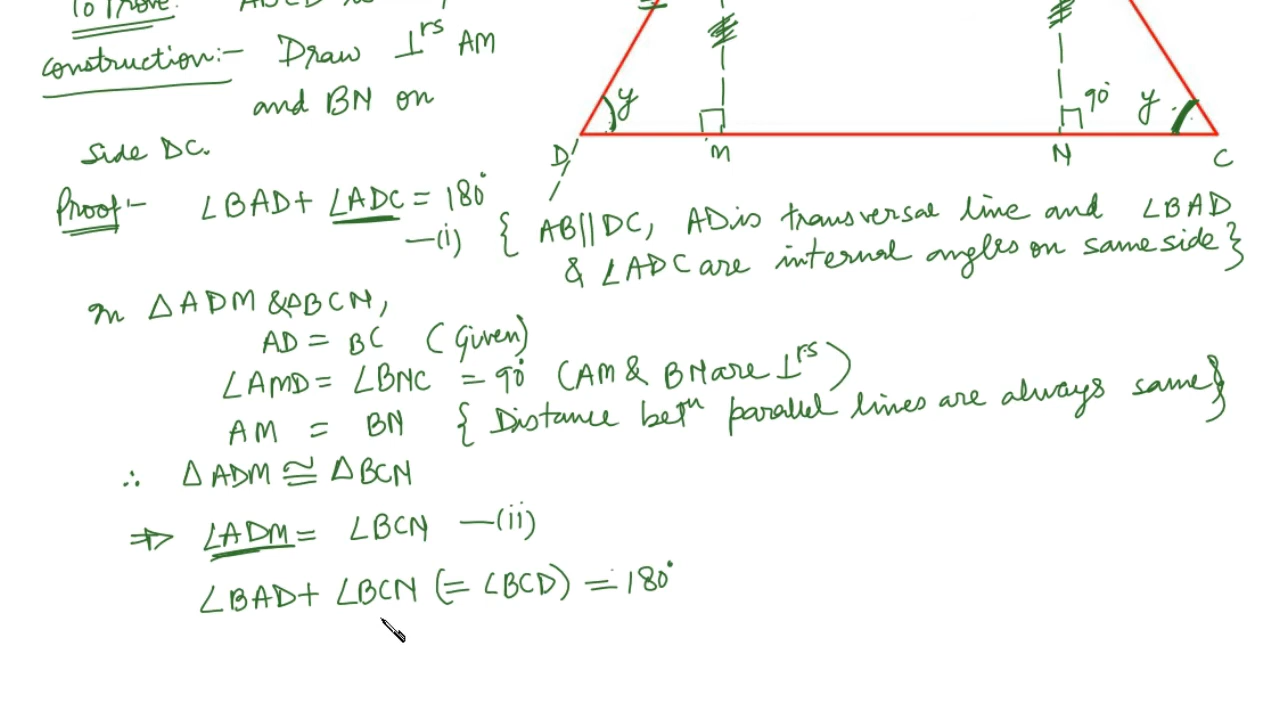 To Prove:
construction:- Draw ⊥rs AM
and BN on
side DC.
y
90° y
D M N C
Proof:- ∠BAD + ∠ADC = 180°
—(i) { AB||DC, AD is transversal line and ∠BAD
& ∠ADC are internal angles on same side }
In △ADM & △BCN,
AD = BC (Given)
∠AMD = ∠BNC = 90° (AM & BN are ⊥rs)
AM = BN { Distance betn parallel lines are always same }
∴ △ADM ≅ △BCN
⇒ ∠ADM = ∠BCN —(ii)
∠BAD + ∠BCN (= ∠BCD) = 180°